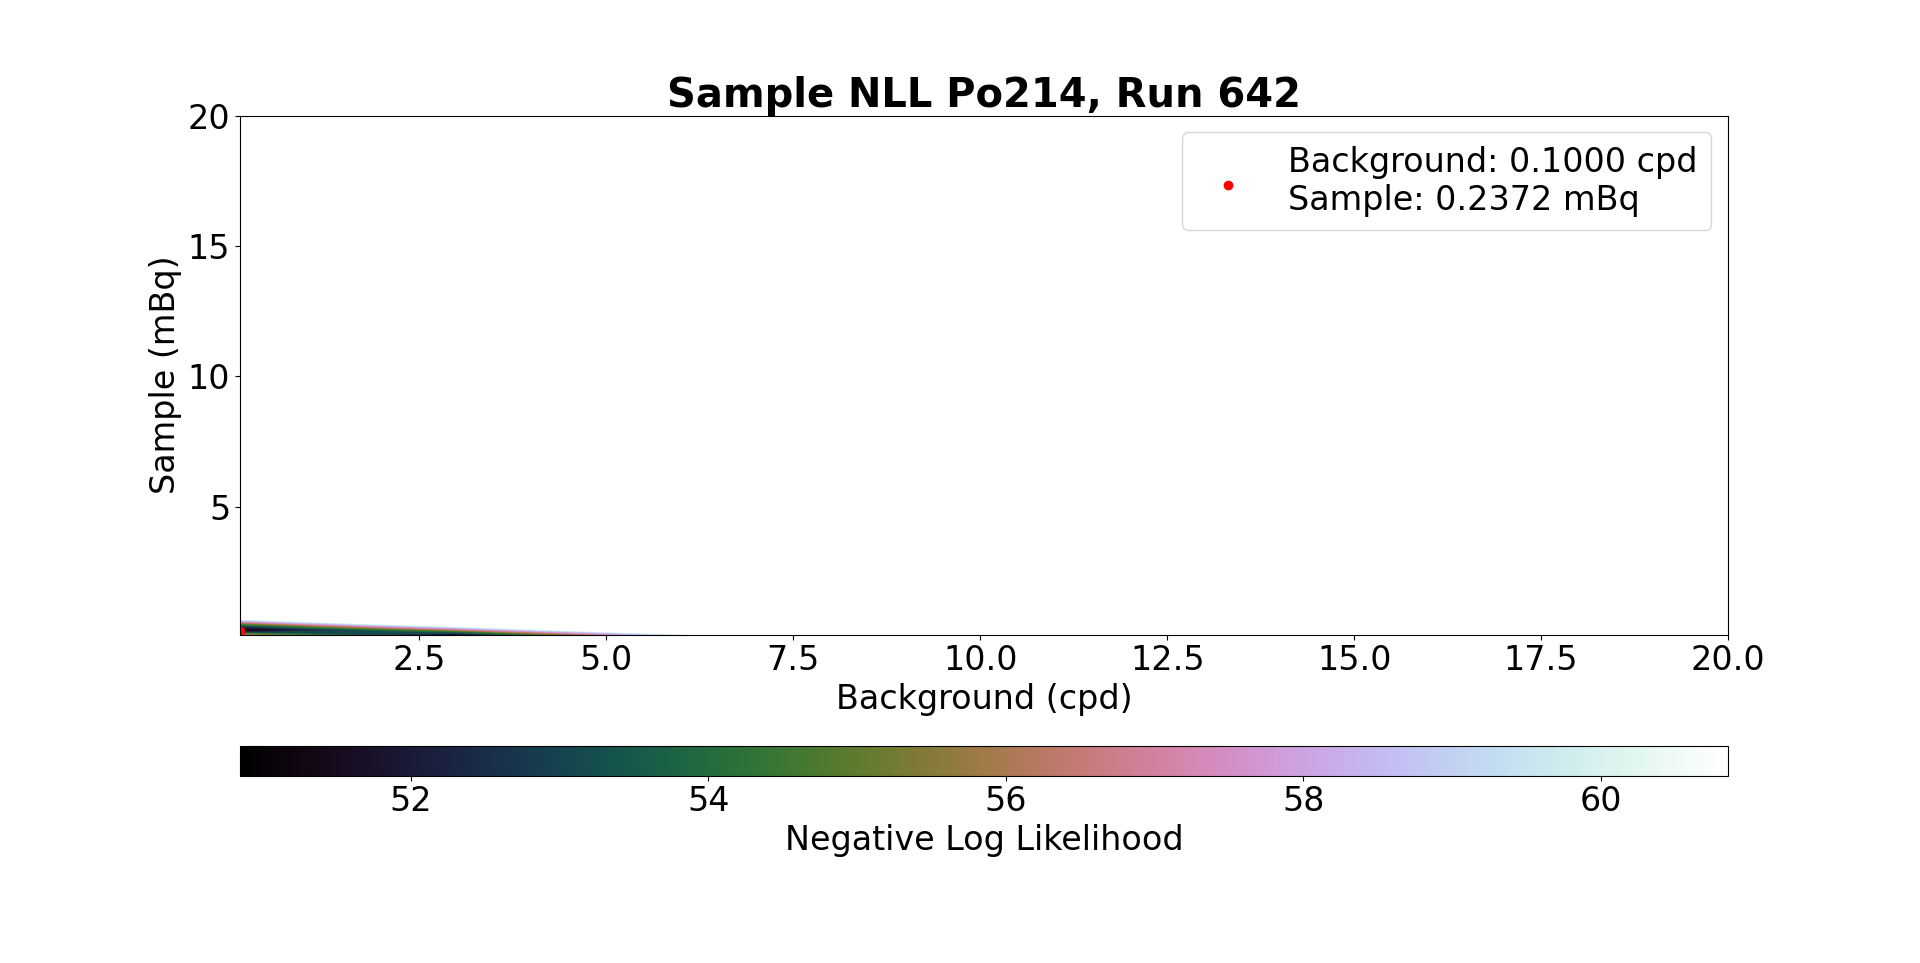 Sample NLL Po214, Run 642
Background: 0.1000 cpd
Sample: 0.2372 mBq
20
15
10
5
Sample (mBq)
2.5 5.0 7.5 10.0 12.5 15.0 17.5 20.0
Background (cpd)
52 54 56 58 60
Negative Log Likelihood